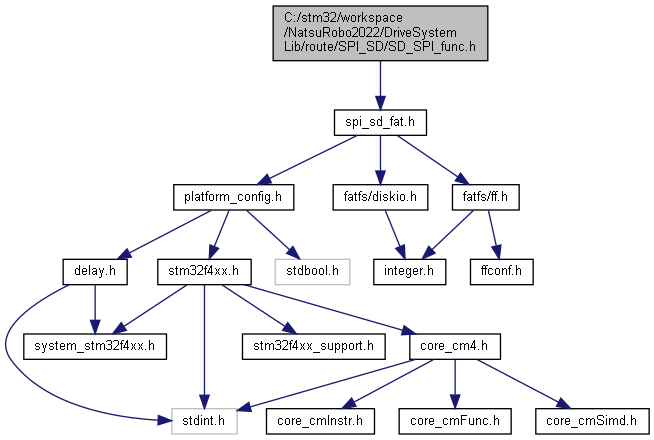 C:/stm32/workspace
/NatsuRobo2022/DriveSystem
Lib/route/SPI_SD/SD_SPI_func.h
spi_sd_fat.h
platform_config.h
fatfs/diskio.h
fatfs/ff.h
delay.h
stm32f4xx.h
stdbool.h
integer.h
ffconf.h
system_stm32f4xx.h
stm32f4xx_support.h
core_cm4.h
stdint.h
core_cmInstr.h
core_cmFunc.h
core_cmSimd.h